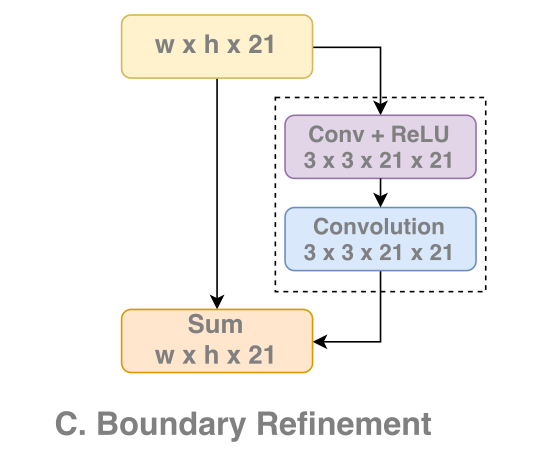 w x h x 21
Conv + ReLU
3 x 3 x 21 x 21
Convolution
3 x 3 x 21 x 21
Sum
w x h x 21
C. Boundary Refinement